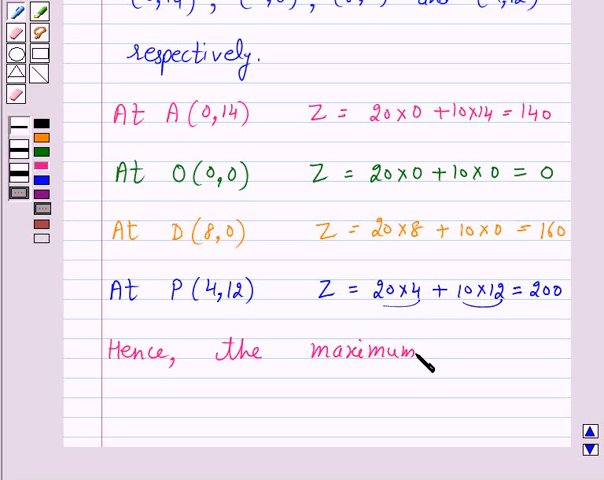 respectively.
At A(0,14) Z = 20×0 +10×14 = 140
At O(0,0) Z = 20×0 + 10×0 = 0
At D(8,0) Z = 20×8 + 10×0 = 160
At P(4,12) Z = 20×4 + 10×12 = 200
Hence, the maximum